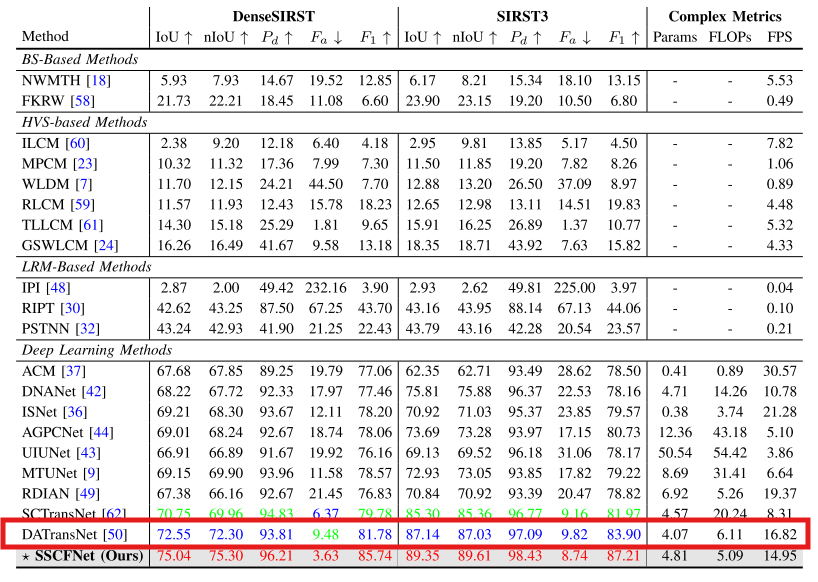 DenseSIRST SIRST3 Complex Metrics
Method IoU ↑ nIoU ↑ Pd ↑ Fa ↓ F1 ↑ IoU ↑ nIoU ↑ Pd ↑ Fa ↓ F1 ↑ Params FLOPs FPS
BS-Based Methods
NWMTH [18] 5.93 7.93 14.67 19.52 12.85 6.17 8.21 15.34 18.10 13.15 - - 5.53
FKRW [58] 21.73 22.21 18.45 11.08 6.60 23.90 23.15 19.20 10.50 6.80 - - 0.49
HVS-based Methods
ILCM [60] 2.38 9.20 12.18 6.40 4.18 2.95 9.81 13.85 5.17 4.50 - - 7.82
MPCM [23] 10.32 11.32 17.36 7.99 7.30 11.50 11.85 19.20 7.82 8.26 - - 1.06
WLDM [7] 11.70 12.15 24.21 44.50 7.70 12.88 13.20 26.50 37.09 8.97 - - 0.89
RLCM [59] 11.57 11.93 12.43 15.78 18.23 12.65 12.98 13.11 14.51 19.83 - - 4.48
TLLCM [61] 14.30 15.18 25.29 1.81 9.65 15.91 16.25 26.89 1.37 10.77 - - 5.32
GSWLCM [24] 16.26 16.49 41.67 9.58 13.18 18.35 18.71 43.92 7.63 15.82 - - 4.33
LRM-Based Methods
IPI [48] 2.87 2.00 49.42 232.16 3.90 2.93 2.62 49.81 225.00 3.97 - - 0.04
RIPT [30] 42.62 43.25 87.50 67.25 43.70 43.16 43.95 88.14 67.13 44.06 - - 0.10
PSTNN [32] 43.24 42.93 41.90 21.25 22.43 43.79 43.16 42.28 20.54 23.57 - - 0.21
Deep Learning Methods
ACM [37] 67.68 67.85 89.25 19.79 77.06 62.35 62.71 93.49 28.62 78.50 0.41 0.89 30.57
DNANet [42] 68.22 67.72 92.33 17.97 77.46 75.81 75.88 96.37 22.53 78.16 4.71 14.26 10.78
ISNet [36] 69.21 68.30 93.67 12.11 78.20 70.92 71.03 95.37 23.85 79.57 0.38 3.74 21.28
AGPCNet [44] 69.01 68.24 92.67 18.74 78.06 73.69 73.28 93.97 17.15 80.73 12.36 43.18 5.10
UIUNet [43] 66.91 66.89 91.67 19.92 76.16 69.13 69.52 96.18 31.06 78.17 50.54 54.42 3.86
MTUNet [9] 69.15 69.90 93.96 11.58 78.57 72.93 73.05 93.85 17.82 79.22 8.69 31.41 6.64
RDIAN [49] 67.38 66.16 92.67 21.45 76.83 70.84 70.92 93.39 20.47 78.82 6.92 5.26 19.37
SCTransNet [62] 70.75 69.96 94.83 6.37 79.78 85.30 85.36 96.77 9.16 81.97 4.57 20.24 8.31
DATransNet [50] 72.55 72.30 93.81 9.48 81.78 87.14 87.03 97.09 9.82 83.90 4.07 6.11 16.82
⋆ SSCFNet (Ours) 75.04 75.30 96.21 3.63 85.74 89.35 89.61 98.43 8.74 87.21 4.81 5.09 14.95